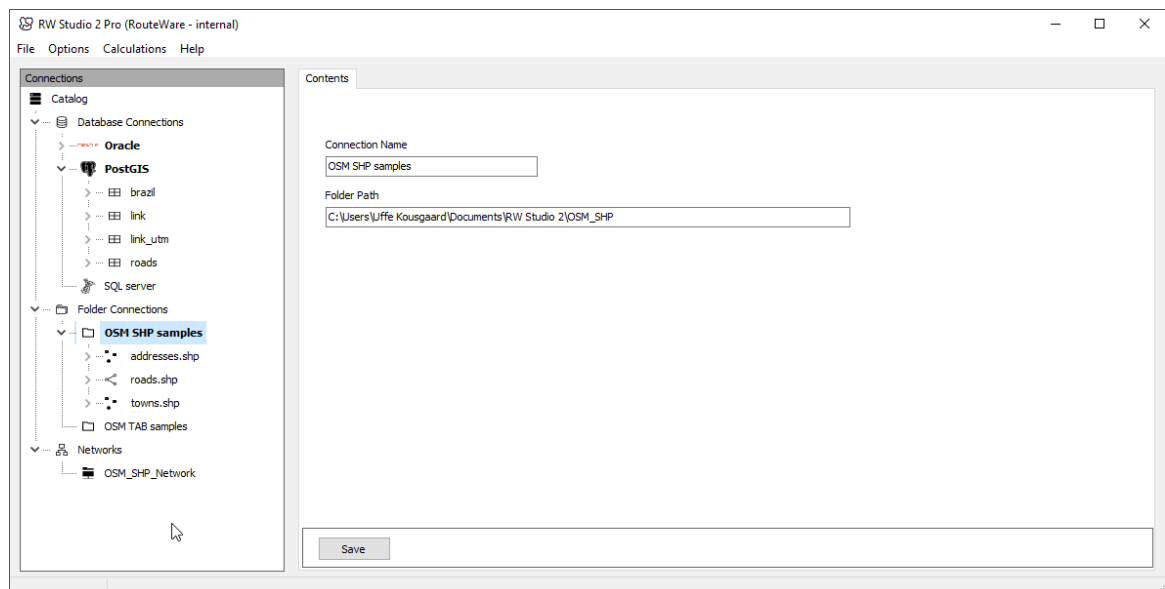 RW Studio 2 Pro (RouteWare - internal)
File Options Calculations Help
Connections
Catalog
Database Connections
ORACLE Oracle
PostGIS
brazil
link
link_utm
roads
SQL server
Folder Connections
OSM SHP samples
addresses.shp
roads.shp
towns.shp
OSM TAB samples
Networks
OSM_SHP_Network
Contents
Connection Name
OSM SHP samples
Folder Path
C:\Users\Uffe Kousgaard\Documents\RW Studio 2\OSM_SHP
Save